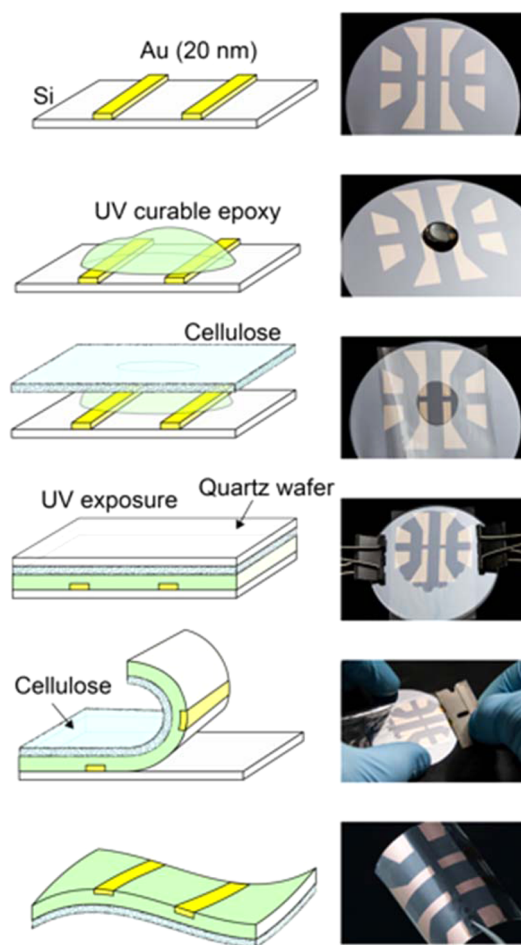 Au (20 nm)
Si
UV curable epoxy
Cellulose
Quartz wafer
UV exposure
Cellulose